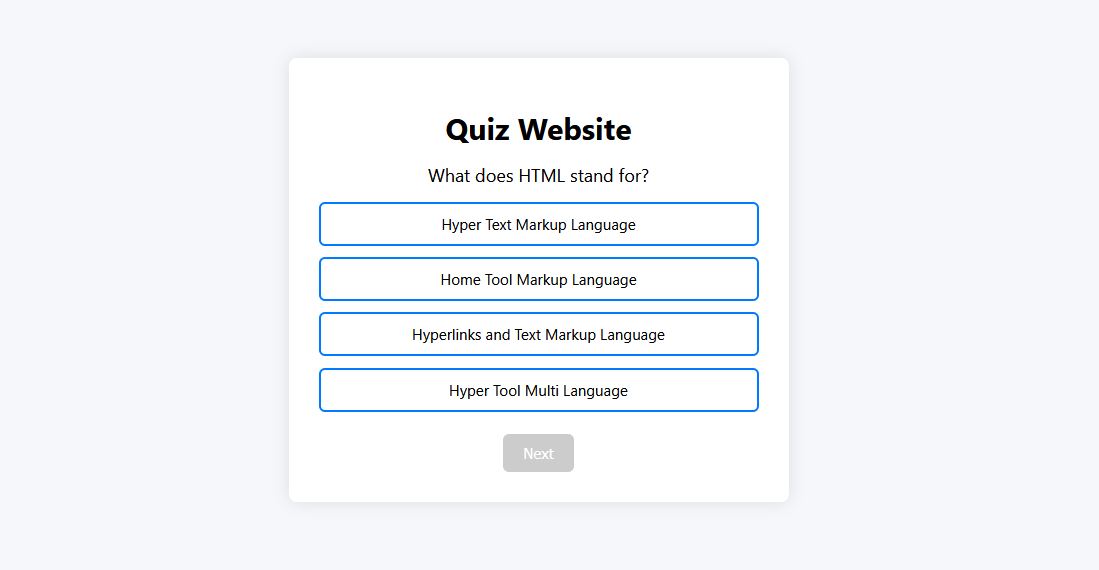 Quiz Website
What does HTML stand for?
Hyper Text Markup Language
Home Tool Markup Language
Hyperlinks and Text Markup Language
Hyper Tool Multi Language
Next